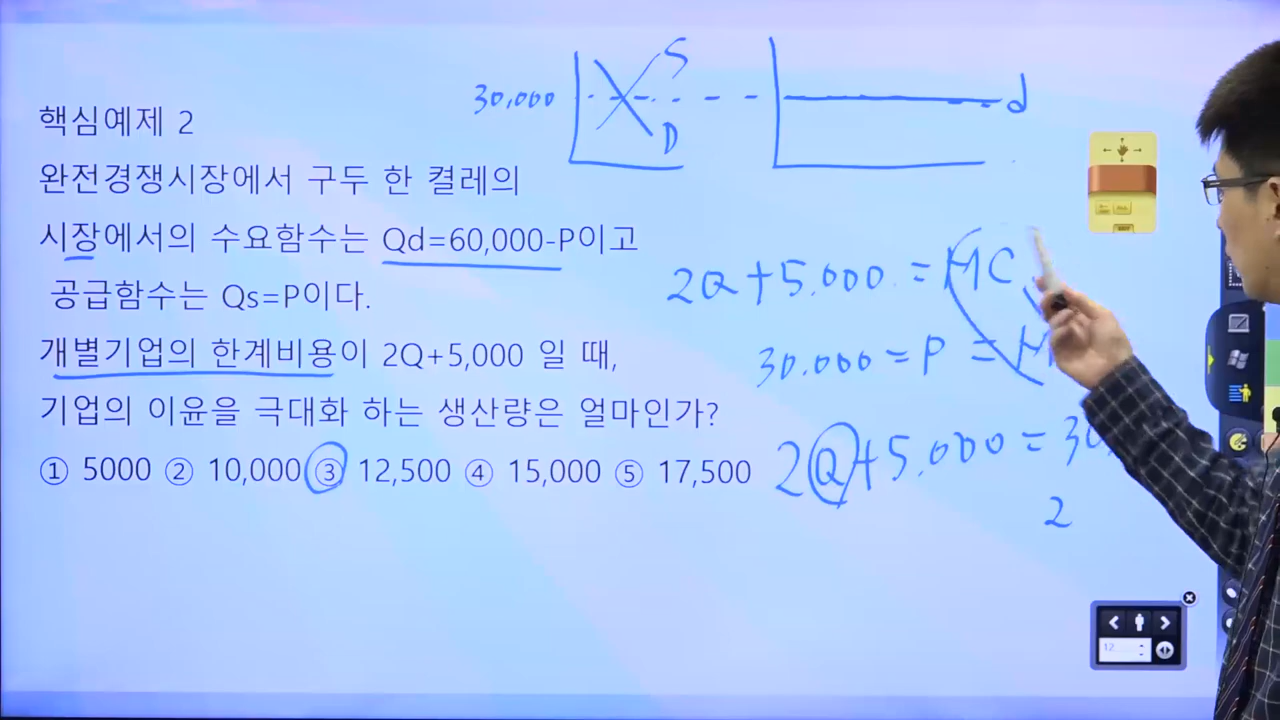 핵심예제 2
완전경쟁시장에서 구두 한 켤레의
시장에서의 수요함수는 Qd=60,000-P이고
공급함수는 Qs=P이다.
개별기업의 한계비용이 2Q+5,000 일 때,
기업의 이윤을 극대화 하는 생산량은 얼마인가?
① 5000 ② 10,000 ③ 12,500 ④ 15,000 ⑤ 17,500
30,000
S
D
d
2Q+5.000 = MC
30.000 = P =
2Q+5.000 =
2
12